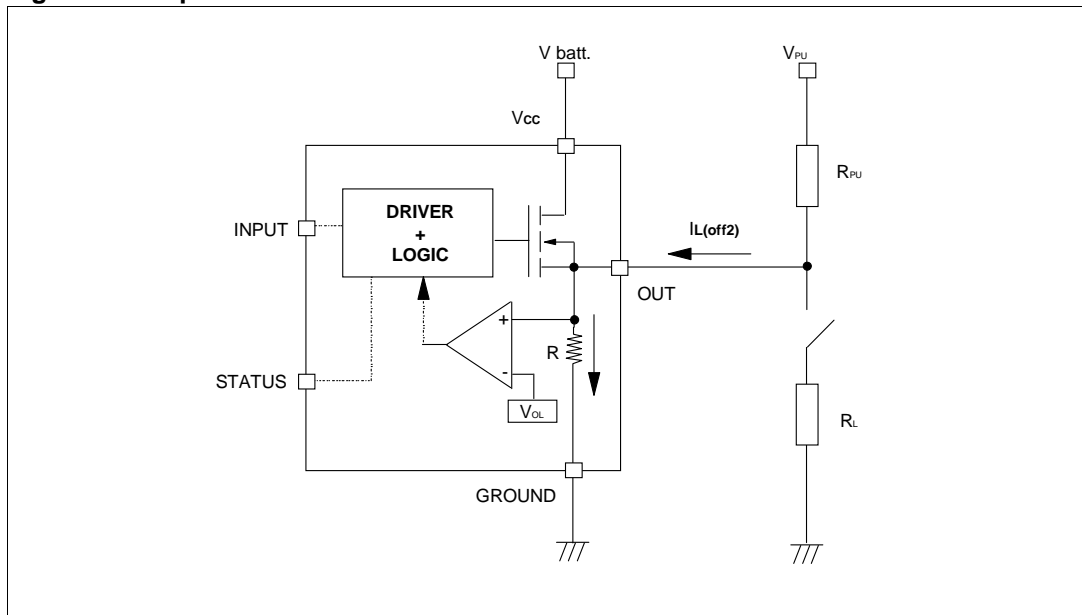 V batt.
VPU
Vcc
RPU
DRIVER
+
LOGIC
INPUT
IL(off2)
OUT
+
R
-
STATUS
VOL
RL
GROUND